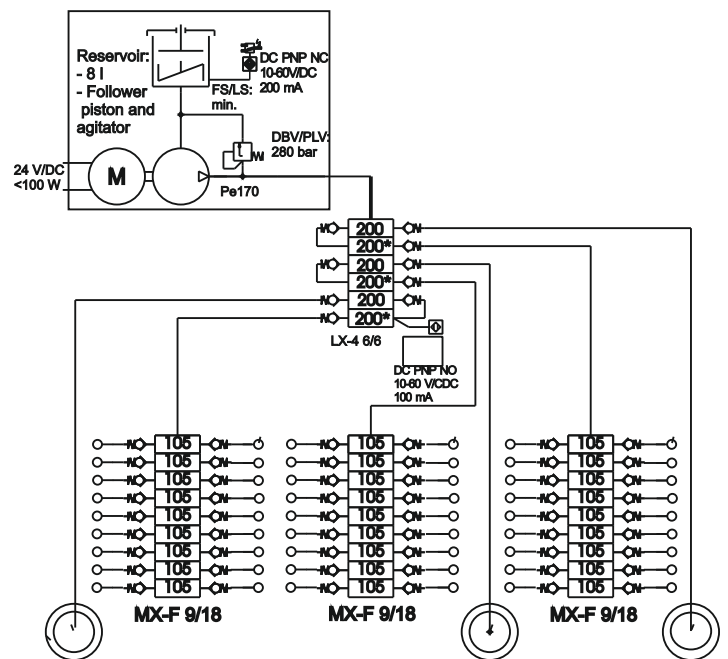 Reservoir:
- 8 l
- Follower
piston and
agitator
DC PNP NC
10-60V/DC
200 mA
FS/LS:
min.
DBV/PLV:
280 bar
24 V/DC
<100 W
M
Pe170
200
200*
200
200*
200
200*
LX-4 6/6
DC PNP NO
10-60 V/CDC
100 mA
105
105
105
105
105
105
105
105
105
MX-F 9/18
105
105
105
105
105
105
105
105
105
MX-F 9/18
105
105
105
105
105
105
105
105
105
MX-F 9/18